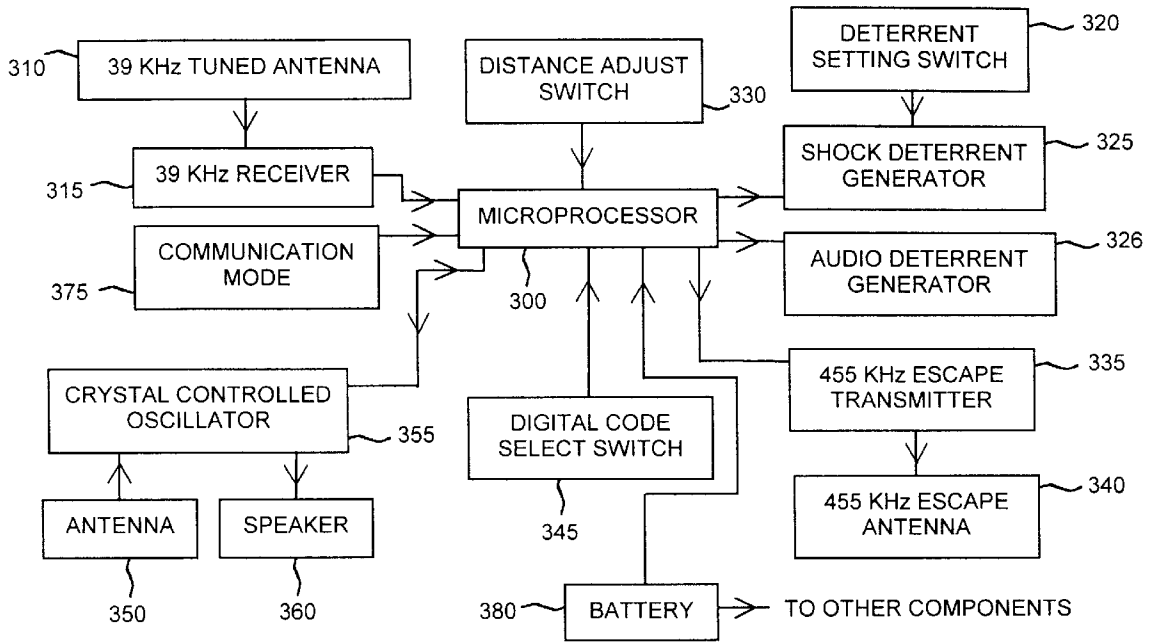 310
39 KHz TUNED ANTENNA
DISTANCE ADJUST
SWITCH
330
DETERRENT
SETTING SWITCH
320
315
39 KHz RECEIVER
MICROPROCESSOR
300
SHOCK DETERRENT
GENERATOR
325
COMMUNICATION
MODE
375
AUDIO DETERRENT
GENERATOR
326
CRYSTAL CONTROLLED
OSCILLATOR
355
DIGITAL CODE
SELECT SWITCH
345
455 KHz ESCAPE
TRANSMITTER
335
ANTENNA
350
SPEAKER
360
455 KHz ESCAPE
ANTENNA
340
380
BATTERY
TO OTHER COMPONENTS